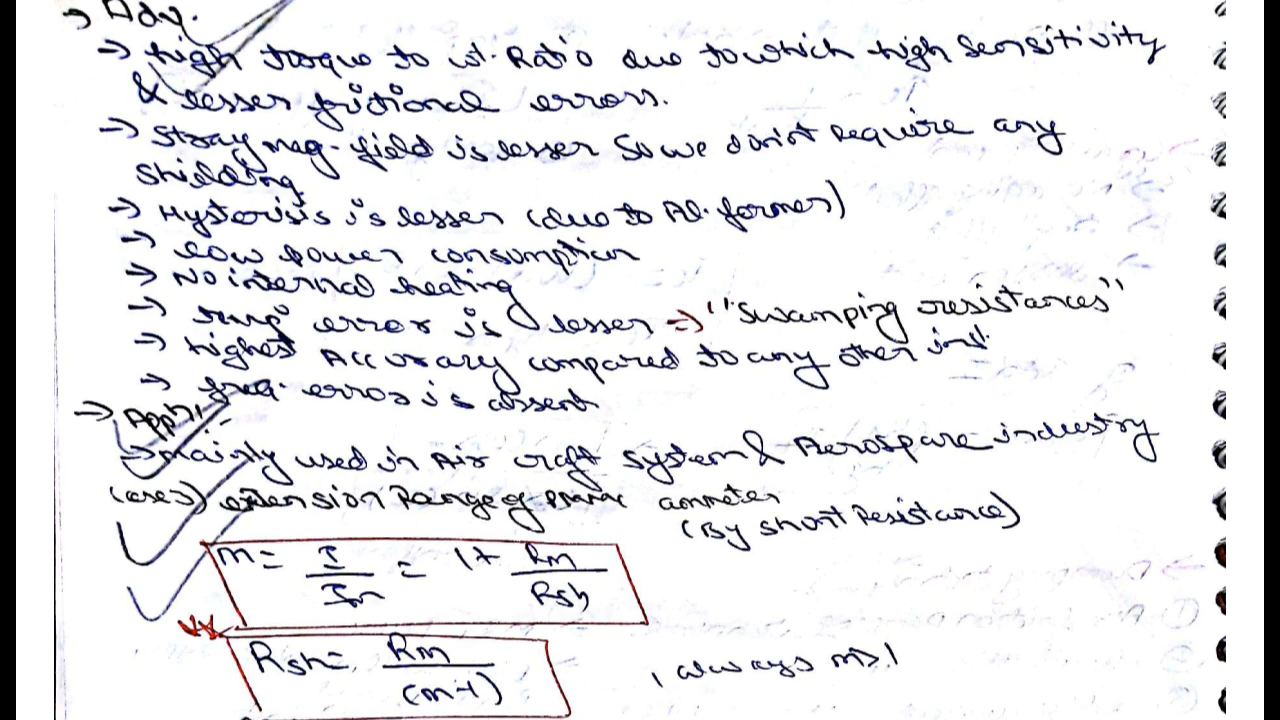 → Adv.
→ high torque to wt. Ratio due to which high Sensitivity
& lesser frictional errors.
→ Stray mag. field is lesser So we don't require any
Shielding
→ Hysterisis is lesser (due to Al. former)
→ low power consumption
→ No internal heating
→ error is lesser => "Swamping resistances"
→ highest Accuracy compared to any other inst.
→ freq. error is absent
→ Appli:-
→ mainly used in Air craft System & Aerospace industry
(case) extension Range of PMMC ammeter
(By shunt Resistance)
m = I/Im = 1 + Rm/Rsh
Rsh = Rm/(m-1) , always m>1